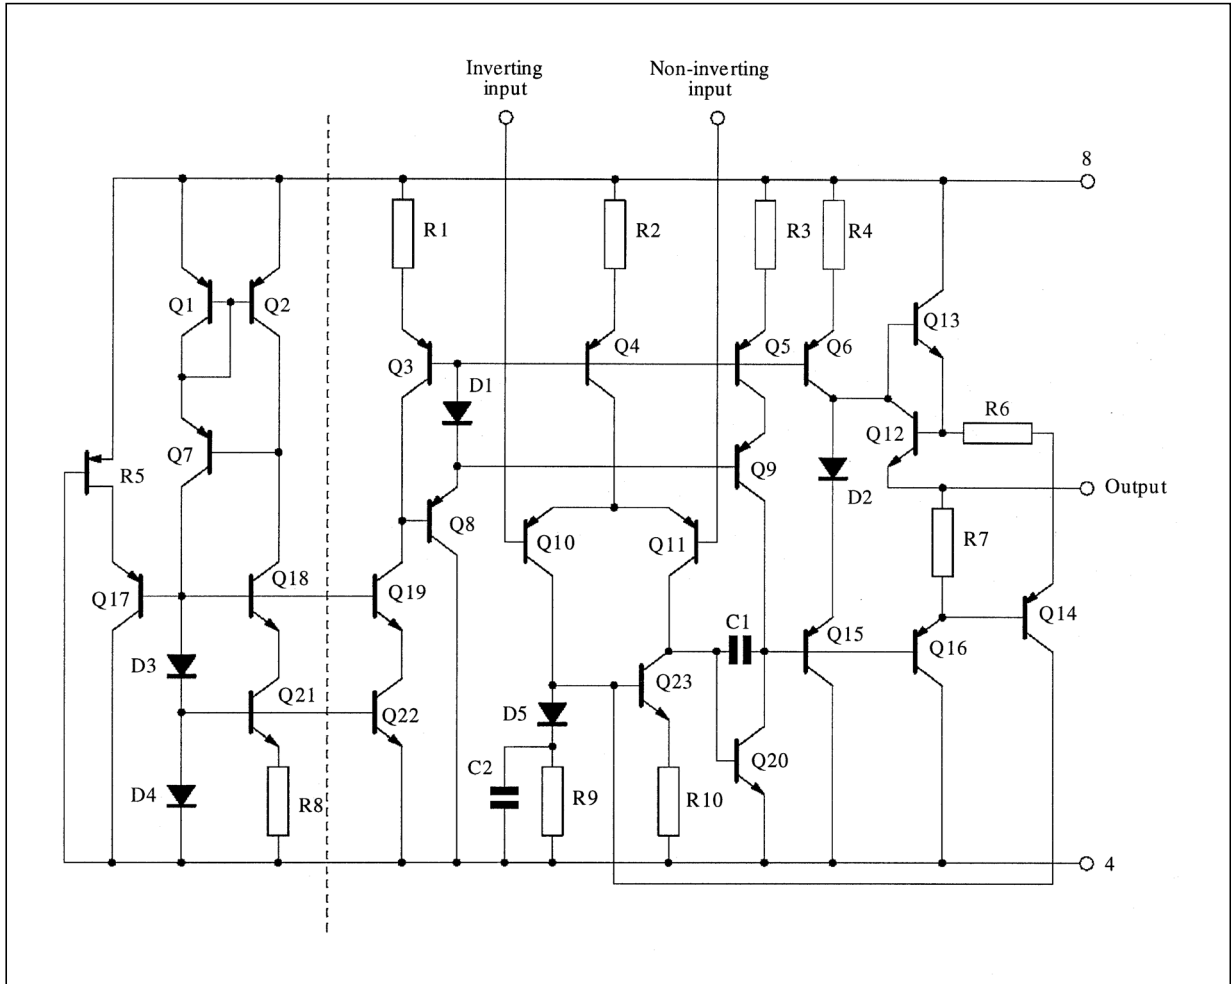 Inverting
input
Non-inverting
input
8
R1
R2
R3
R4
Q1
Q2
Q13
Q3
Q4
Q5
Q6
D1
R6
Q12
Q7
R5
Q9
D2
Output
Q8
Q10
Q11
R7
Q17
Q18
Q19
Q14
C1
Q15
Q16
D3
Q21
Q22
Q23
D5
Q20
C2
D4
R8
R9
R10
4